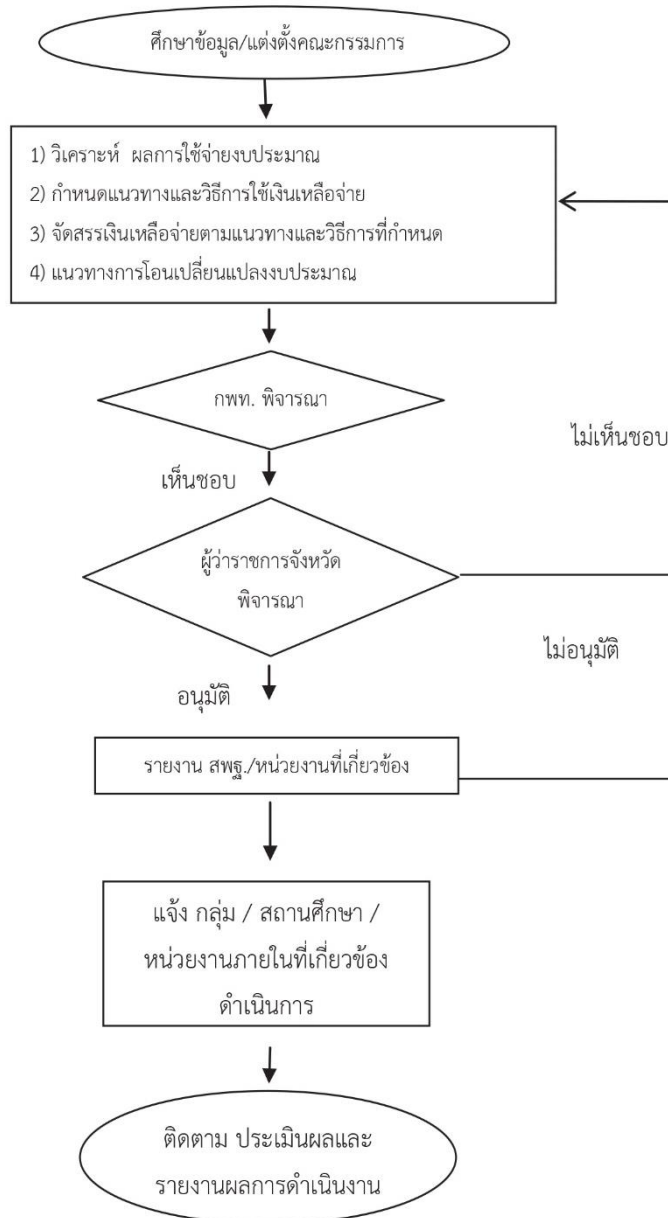 ศึกษาข้อมูล/แต่งตั้งคณะกรรมการ
1) วิเคราะห์ ผลการใช้จ่ายงบประมาณ
2) กำหนดแนวทางและวิธีการใช้เงินเหลือจ่าย
3) จัดสรรเงินเหลือจ่ายตามแนวทางและวิธีการที่กำหนด
4) แนวทางการโอนเปลี่ยนแปลงงบประมาณ
กพท. พิจารณา
ไม่เห็นชอบ
เห็นชอบ
ผู้ว่าราชการจังหวัด
พิจารณา
ไม่อนุมัติ
อนุมัติ
รายงาน สพฐ./หน่วยงานที่เกี่ยวข้อง
แจ้ง กลุ่ม / สถานศึกษา /
หน่วยงานภายในที่เกี่ยวข้อง
ดำเนินการ
ติดตาม ประเมินผลและ
รายงานผลการดำเนินงาน